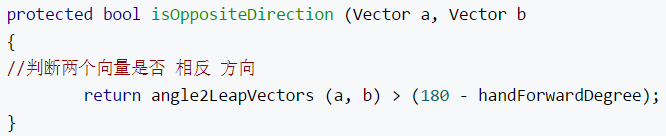 protected bool isOppositeDirection (Vector a, Vector b
{
//判断两个向量是否 相反 方向
        return angle2LeapVectors (a, b) > (180 - handForwardDegree);
}